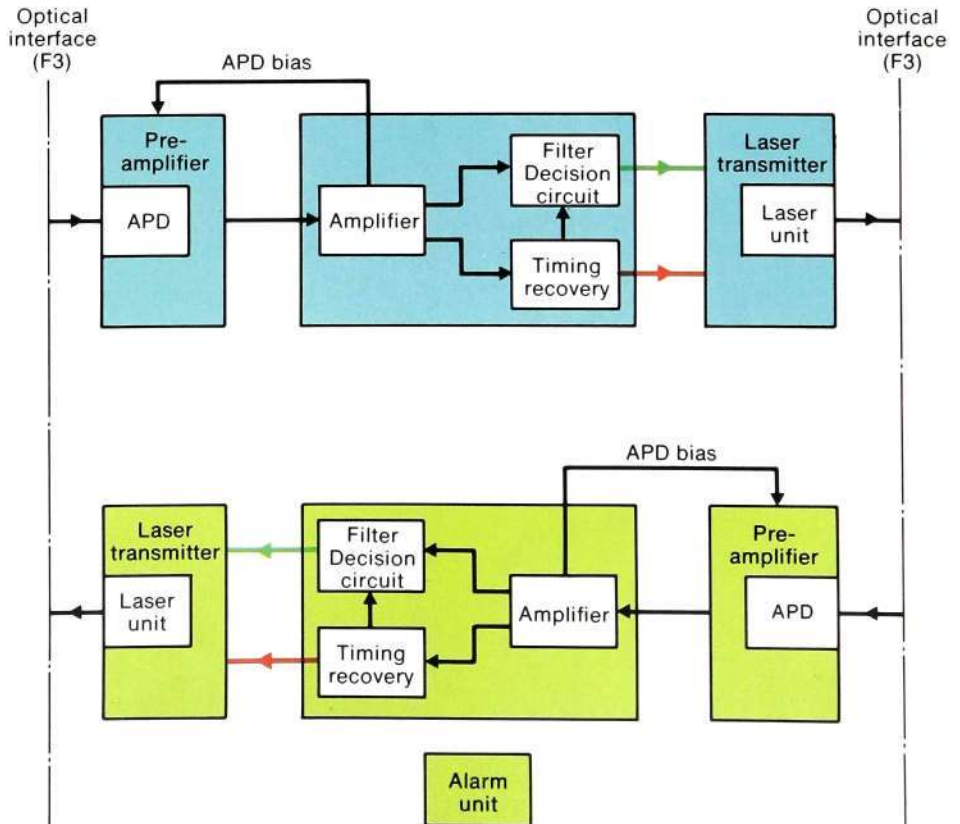 Optical
interface
(F3)
Optical
interface
(F3)
APD bias
Pre-
amplifier
APD
Amplifier
Filter
Decision
circuit
Timing
recovery
Laser
transmitter
Laser
unit
APD bias
Laser
transmitter
Laser
unit
Filter
Decision
circuit
Timing
recovery
Amplifier
Pre-
amplifier
APD
Alarm
unit